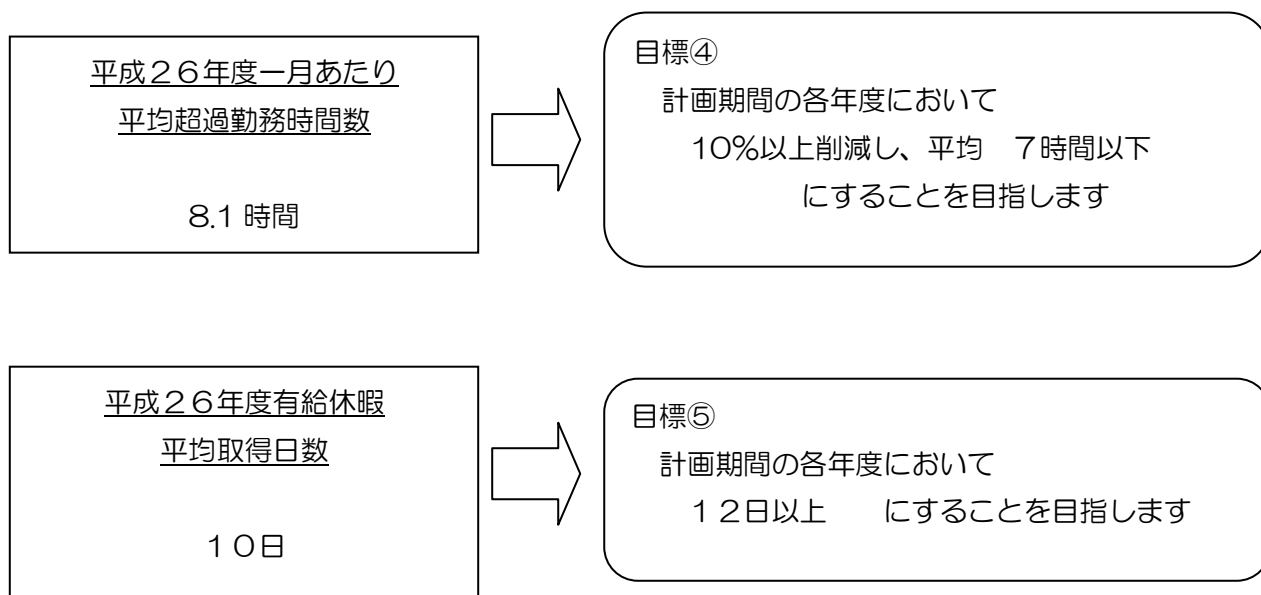 平成２６年度一月あたり
平均超過勤務時間数
8.1 時間
目標④
計画期間の各年度において
10%以上削減し、平均　７時間以下
にすることを目指します
平成２６年度有給休暇
平均取得日数
１０日
目標⑤
計画期間の各年度において
１２日以上　　にすることを目指します